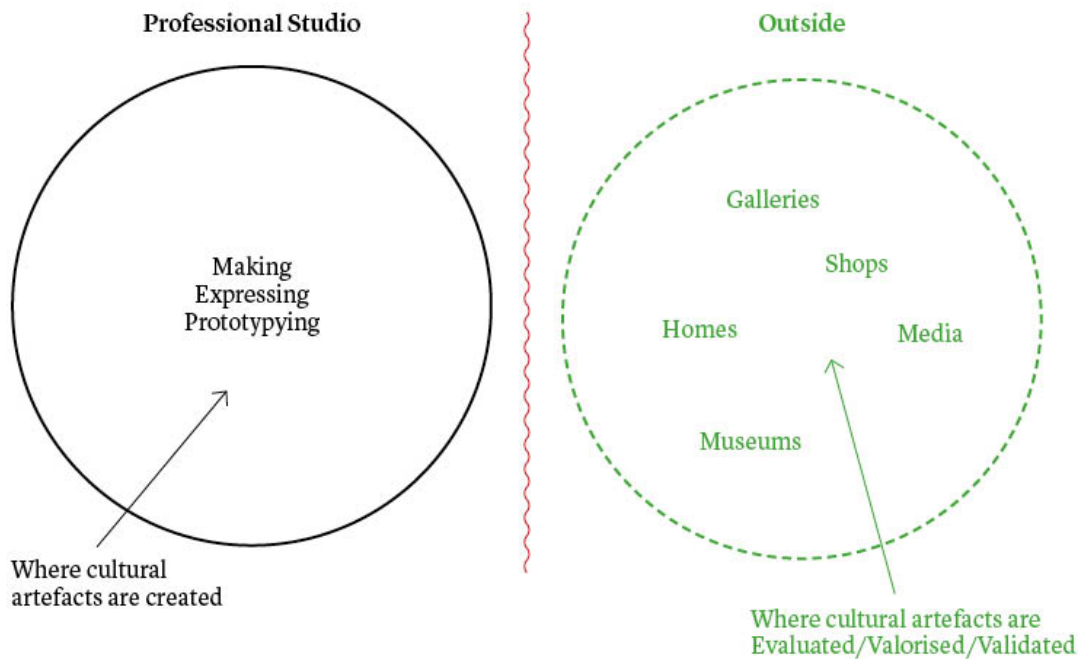 Professional Studio
Making
Expressing
Prototypying
Where cultural
artefacts are created
Outside
Galleries
Shops
Homes
Media
Museums
Where cultural artefacts are
Evaluated/Valorised/Validated